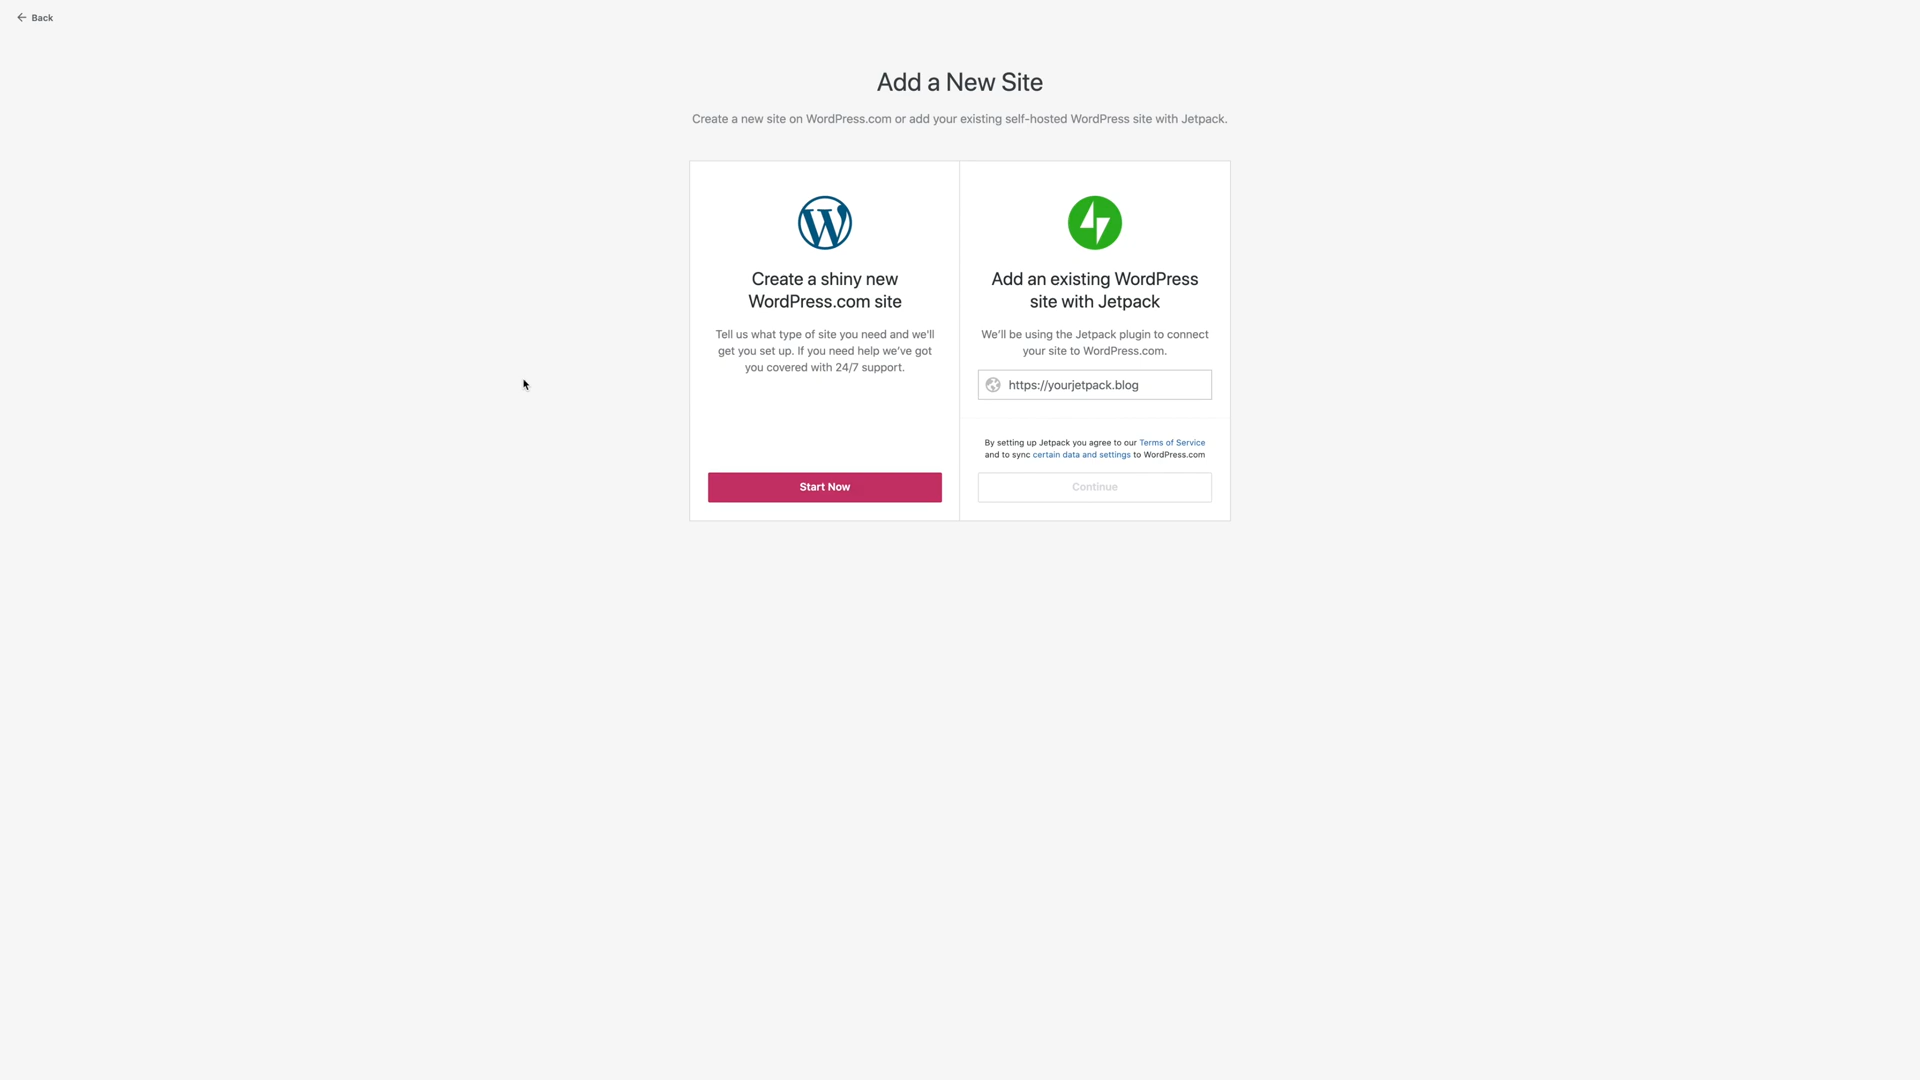 Back
Add a New Site
Create a new site on WordPress.com or add your existing self-hosted WordPress site with Jetpack.
Create a shiny new
WordPress.com site
Tell us what type of site you need and we'll
get you set up. If you need help we’ve got
you covered with 24/7 support.
Start Now
Add an existing WordPress
site with Jetpack
We’ll be using the Jetpack plugin to connect
your site to WordPress.com.
https://yourjetpack.blog
By setting up Jetpack you agree to our Terms of Service
and to sync certain data and settings to WordPress.com
Continue